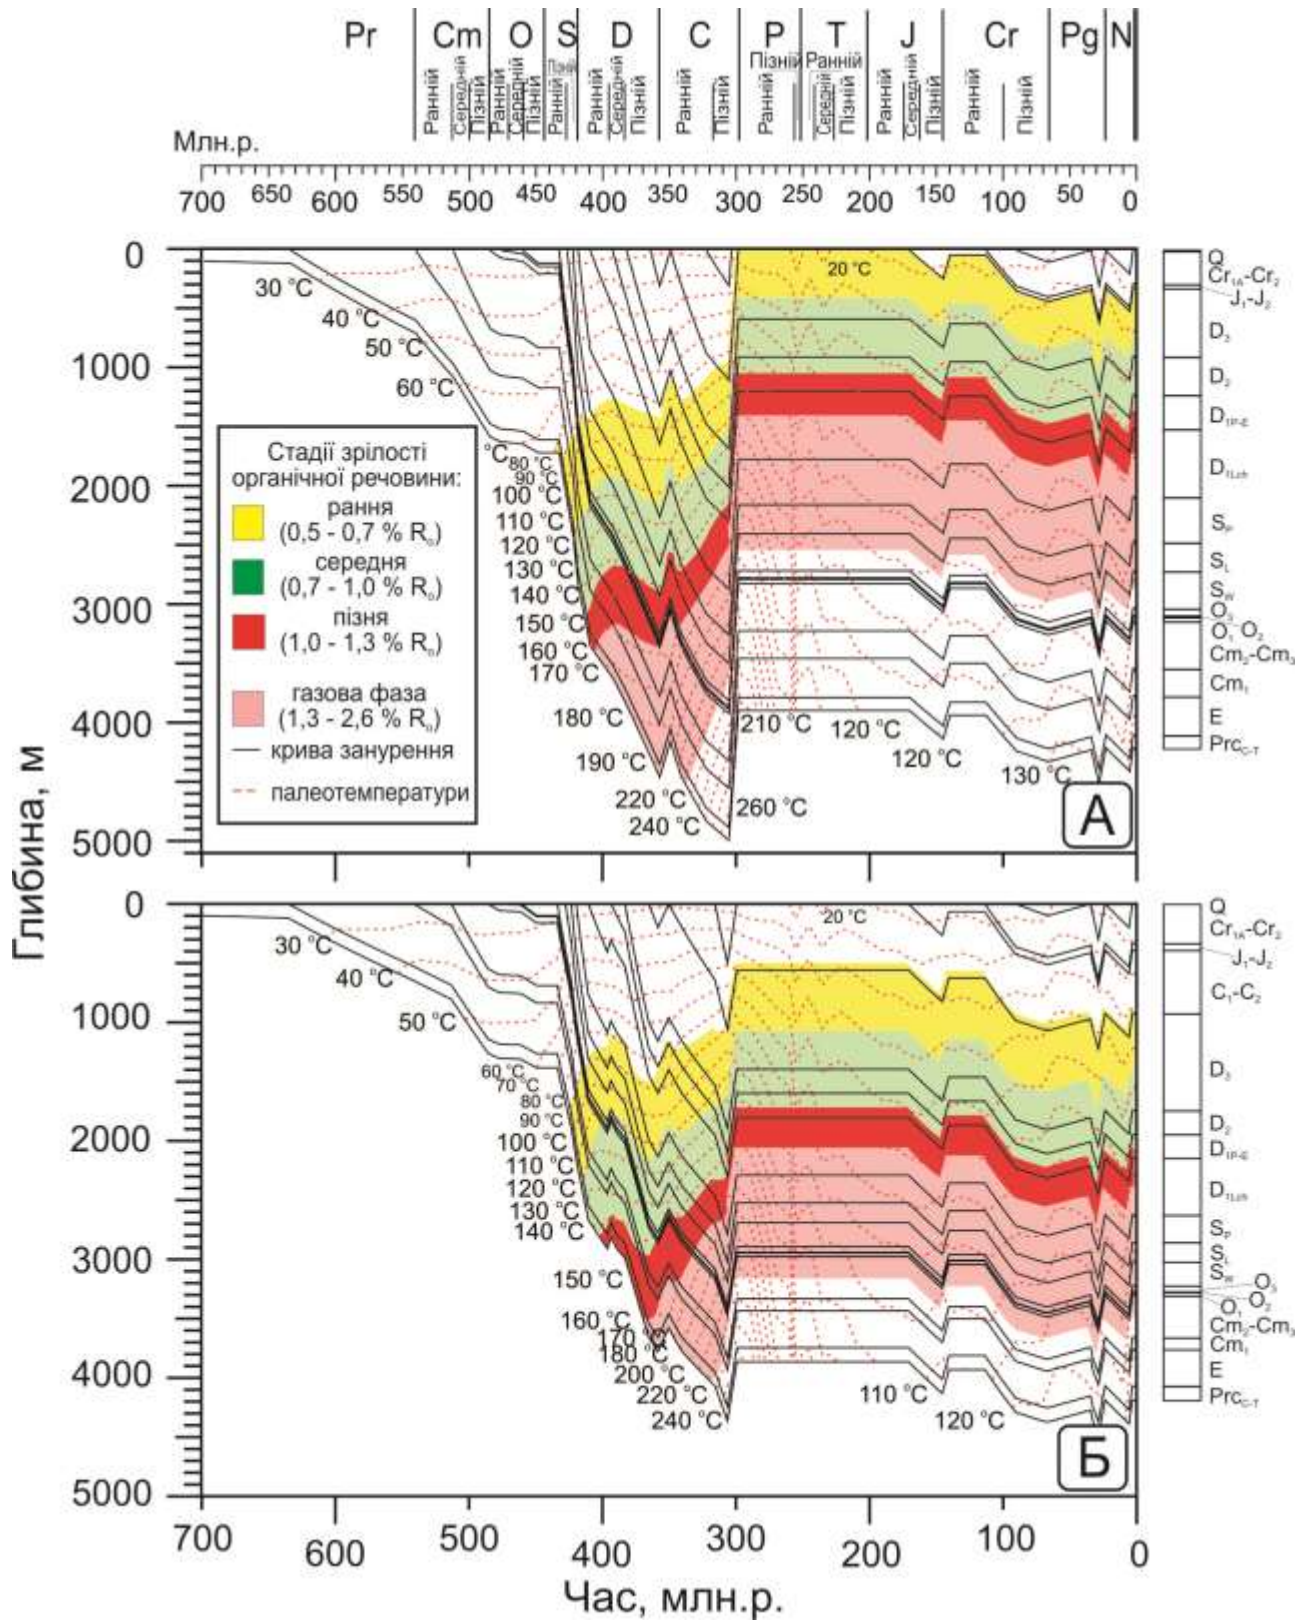 Pr Cm O S D C P T J Cr Pg N
Ранній Середній Пізній Ранній Середній Пізній Ранній Пізній Ранній Середній Пізній Ранній Пізній Ранній Пізній Ранній Середній Пізній Ранній Середній Пізній Ранній Пізній
Млн.р.
700 650 600 550 500 450 400 350 300 250 200 150 100 50 0
Глибина, м
0
1000
2000
3000
4000
5000
20 °C
30 °C
40 °C
50 °C
60 °C
°C
80 °C
90 °C
100 °C
110 °C
120 °C
130 °C
140 °C
150 °C
160 °C
170 °C
180 °C
190 °C
220 °C
240 °C
260 °C
210 °C
120 °C
120 °C
130 °C
Стадії зрілості
органічної речовини:
рання
(0,5 - 0,7 % R₀)
середня
(0,7 - 1,0 % R₀)
пізня
(1,0 - 1,3 % R₀)
газова фаза
(1,3 - 2,6 % R₀)
крива занурення
палеотемператури
А
Q
Cr₁ₐ-Cr₂
J₁-J₂
D₃
D₂
D₁P-E
D₁Lch
Sₚ
S_L
S_W
O₃
O₁ O₂
Cm₂-Cm₃
Cm₁
E
Prc C-T
0
1000
2000
3000
4000
5000
20 °C
30 °C
40 °C
50 °C
60 °C
70 °C
80 °C
90 °C
100 °C
110 °C
120 °C
130 °C
140 °C
150 °C
160 °C
170 °C
180 °C
200 °C
220 °C
240 °C
110 °C
120 °C
Б
Q
Cr₁ₐ-Cr₂
J₁-J₂
C₁-C₂
D₃
D₂
D₁P-E
D₁Lch
Sₚ
S_L
S_W
O₃
O₁ O₂
Cm₂-Cm₃
Cm₁
E
Prc C-T
700 600 500 400 300 200 100 0
Час, млн.р.